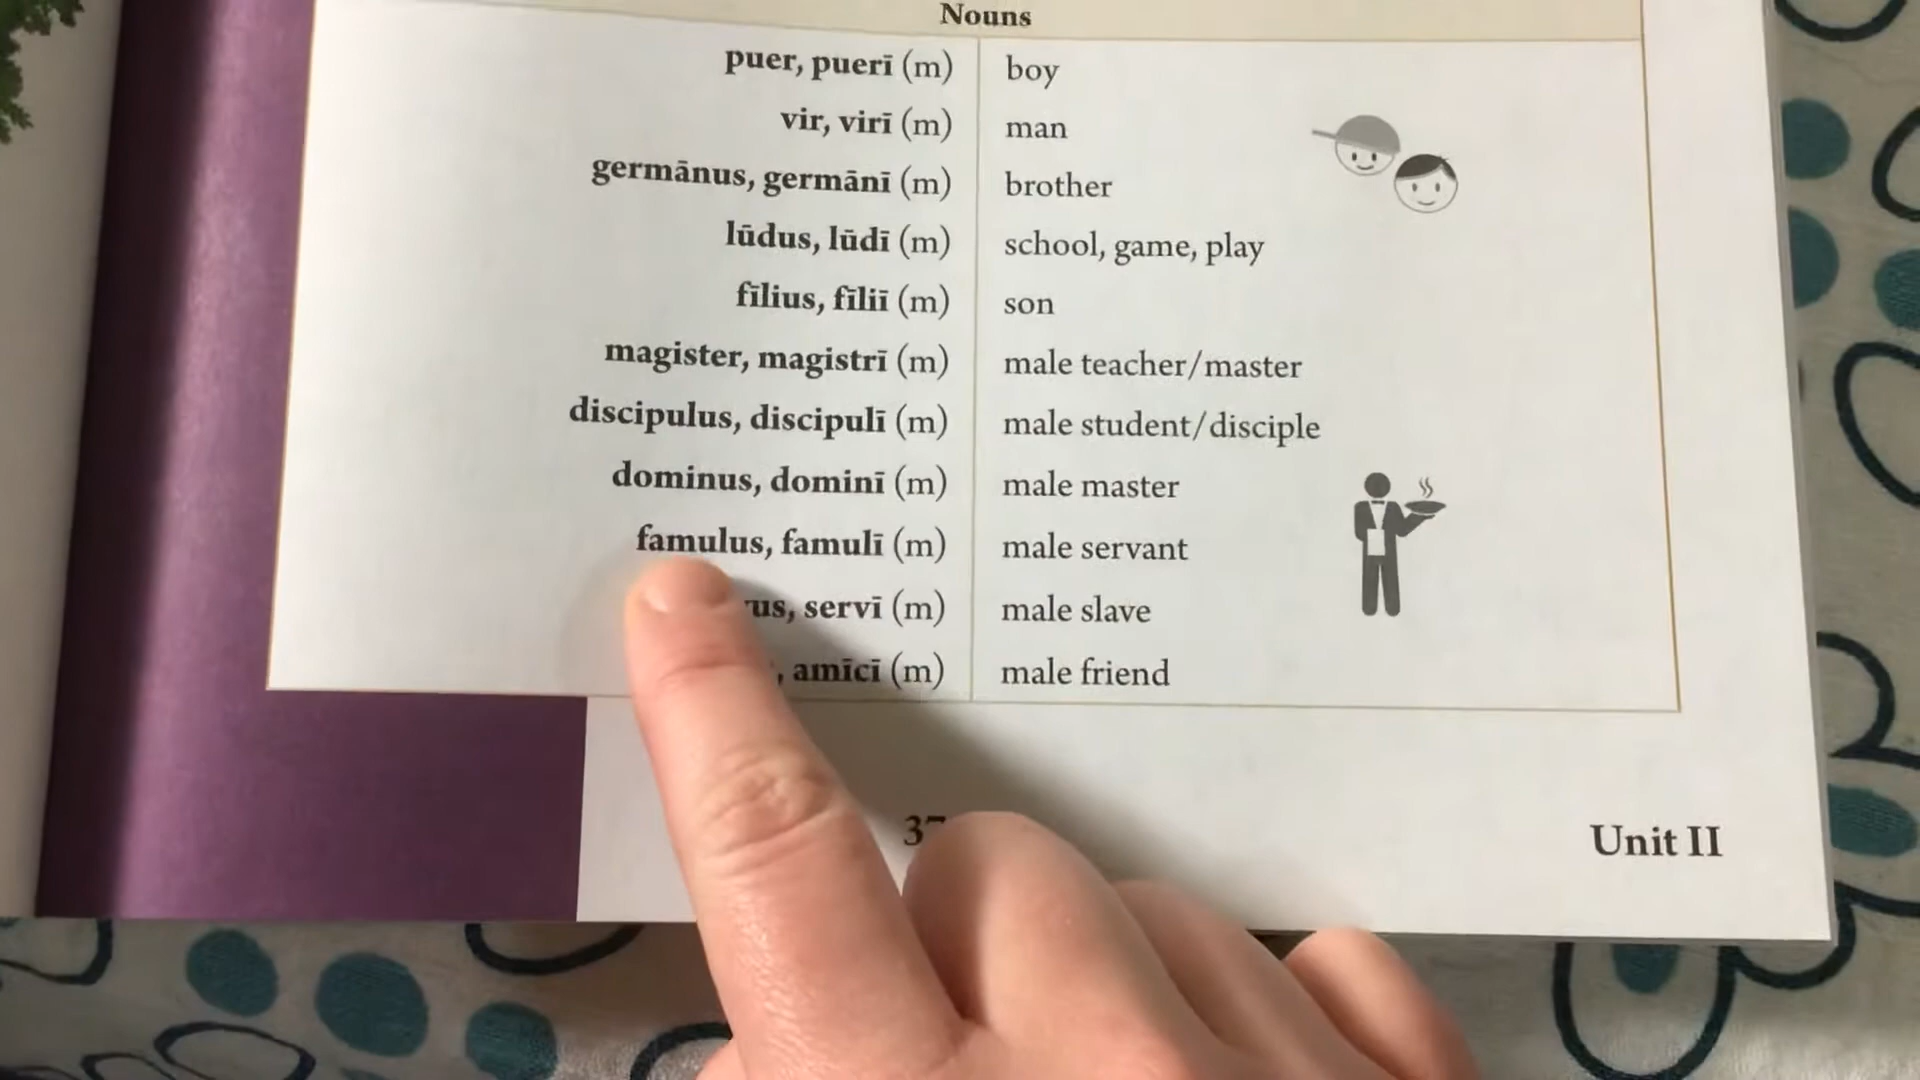 Nouns
puer, puerī (m) boy
vir, virī (m) man
germānus, germānī (m) brother
lūdus, lūdī (m) school, game, play
fīlius, fīliī (m) son
magister, magistrī (m) male teacher/master
discipulus, discipulī (m) male student/disciple
dominus, dominī (m) male master
famulus, famulī (m) male servant
servī (m) male slave
, amīcī (m) male friend
37
Unit II